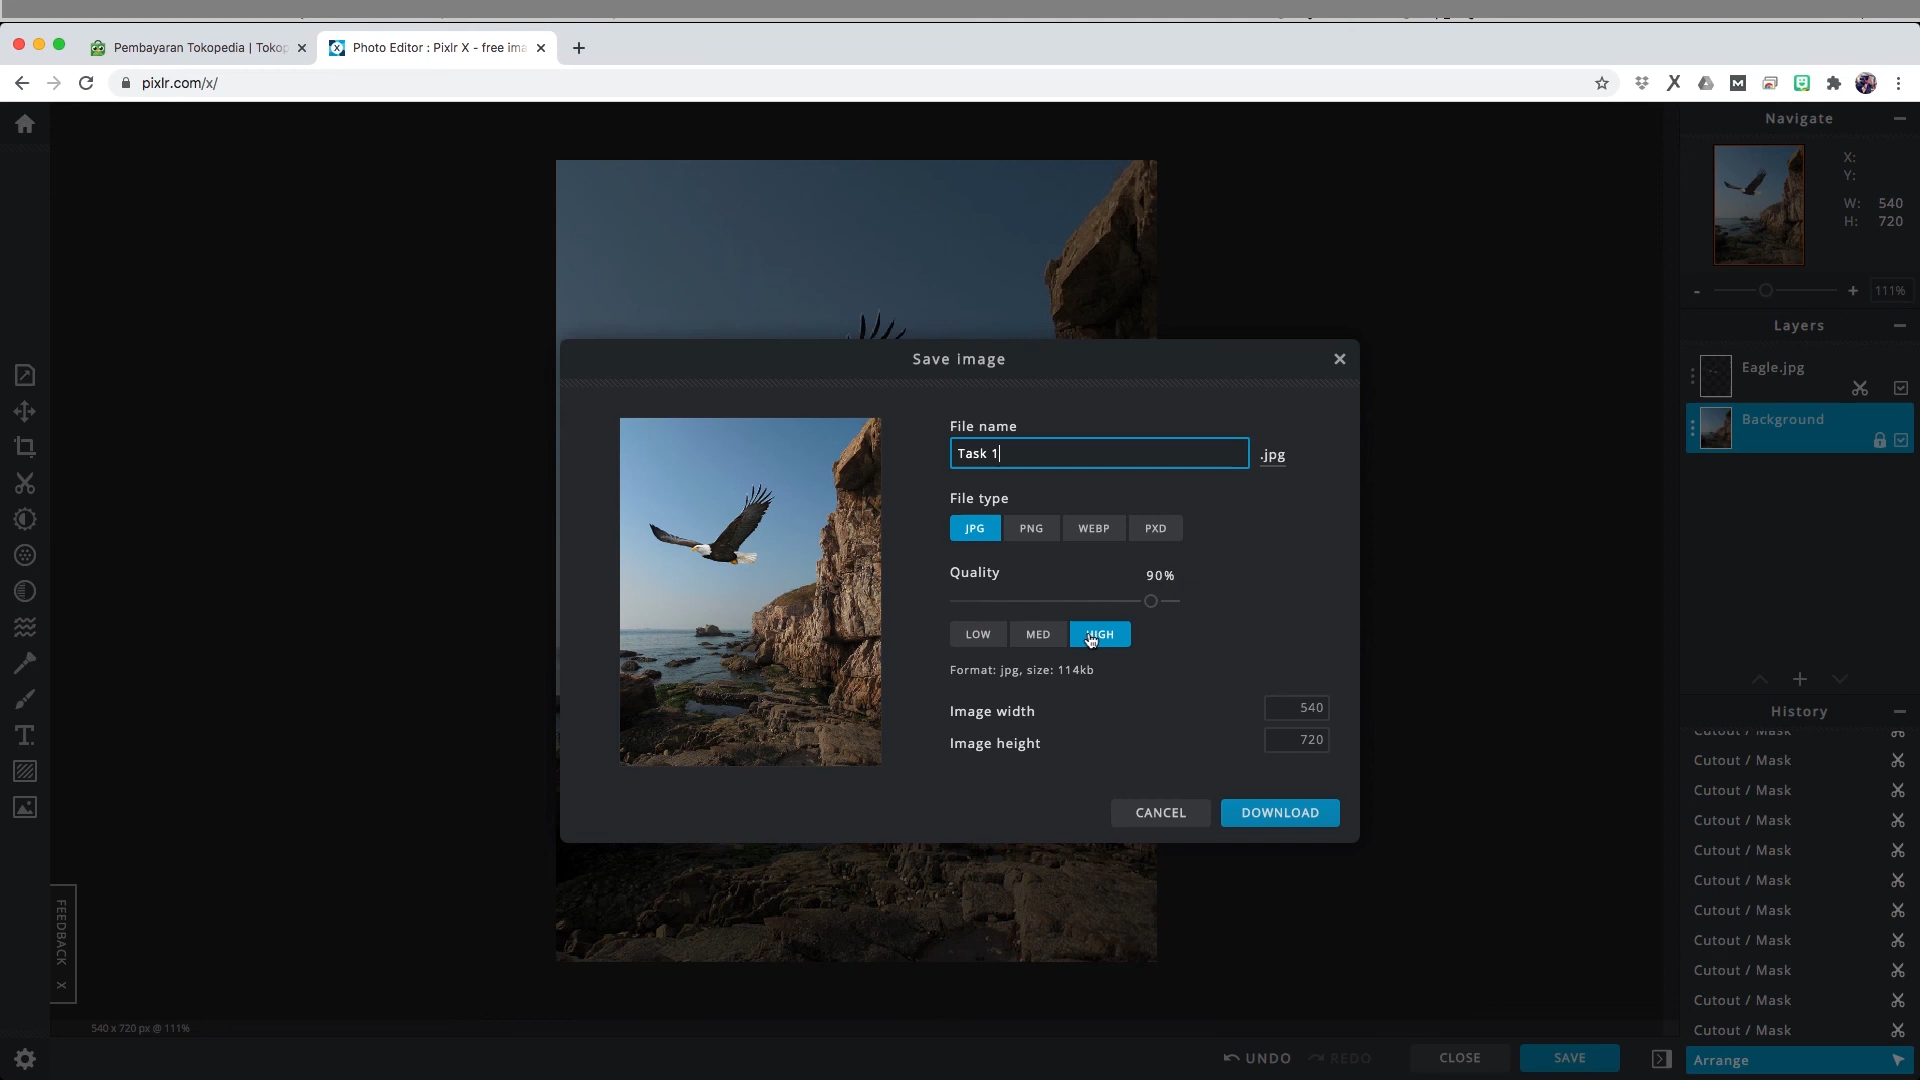 Pembayaran Tokopedia | Tokop
Photo Editor : Pixlr X - free ima
pixlr.com/x/
Navigate
X:
Y:
W: 540
H: 720
- + 111%
Layers
Eagle.jpg
Background
Save image
File name
Task 1 .jpg
File type
JPG PNG WEBP PXD
Quality 90%
LOW MED HIGH
Format: jpg, size: 114kb
Image width 540
Image height 720
CANCEL DOWNLOAD
History
Cutout / Mask
Cutout / Mask
Cutout / Mask
Cutout / Mask
Cutout / Mask
Cutout / Mask
Cutout / Mask
Cutout / Mask
Cutout / Mask
Cutout / Mask
Cutout / Mask
Arrange
FEEDBACK X
540 x 720 px @ 111%
UNDO REDO CLOSE SAVE